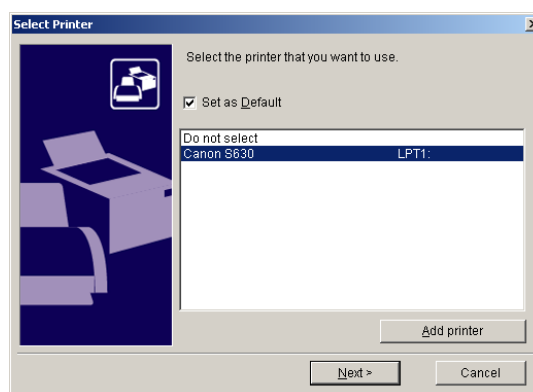 Select Printer
Select the printer that you want to use.
Set as Default
Do not select
Canon S630 LPT1:
Add printer
Next > Cancel